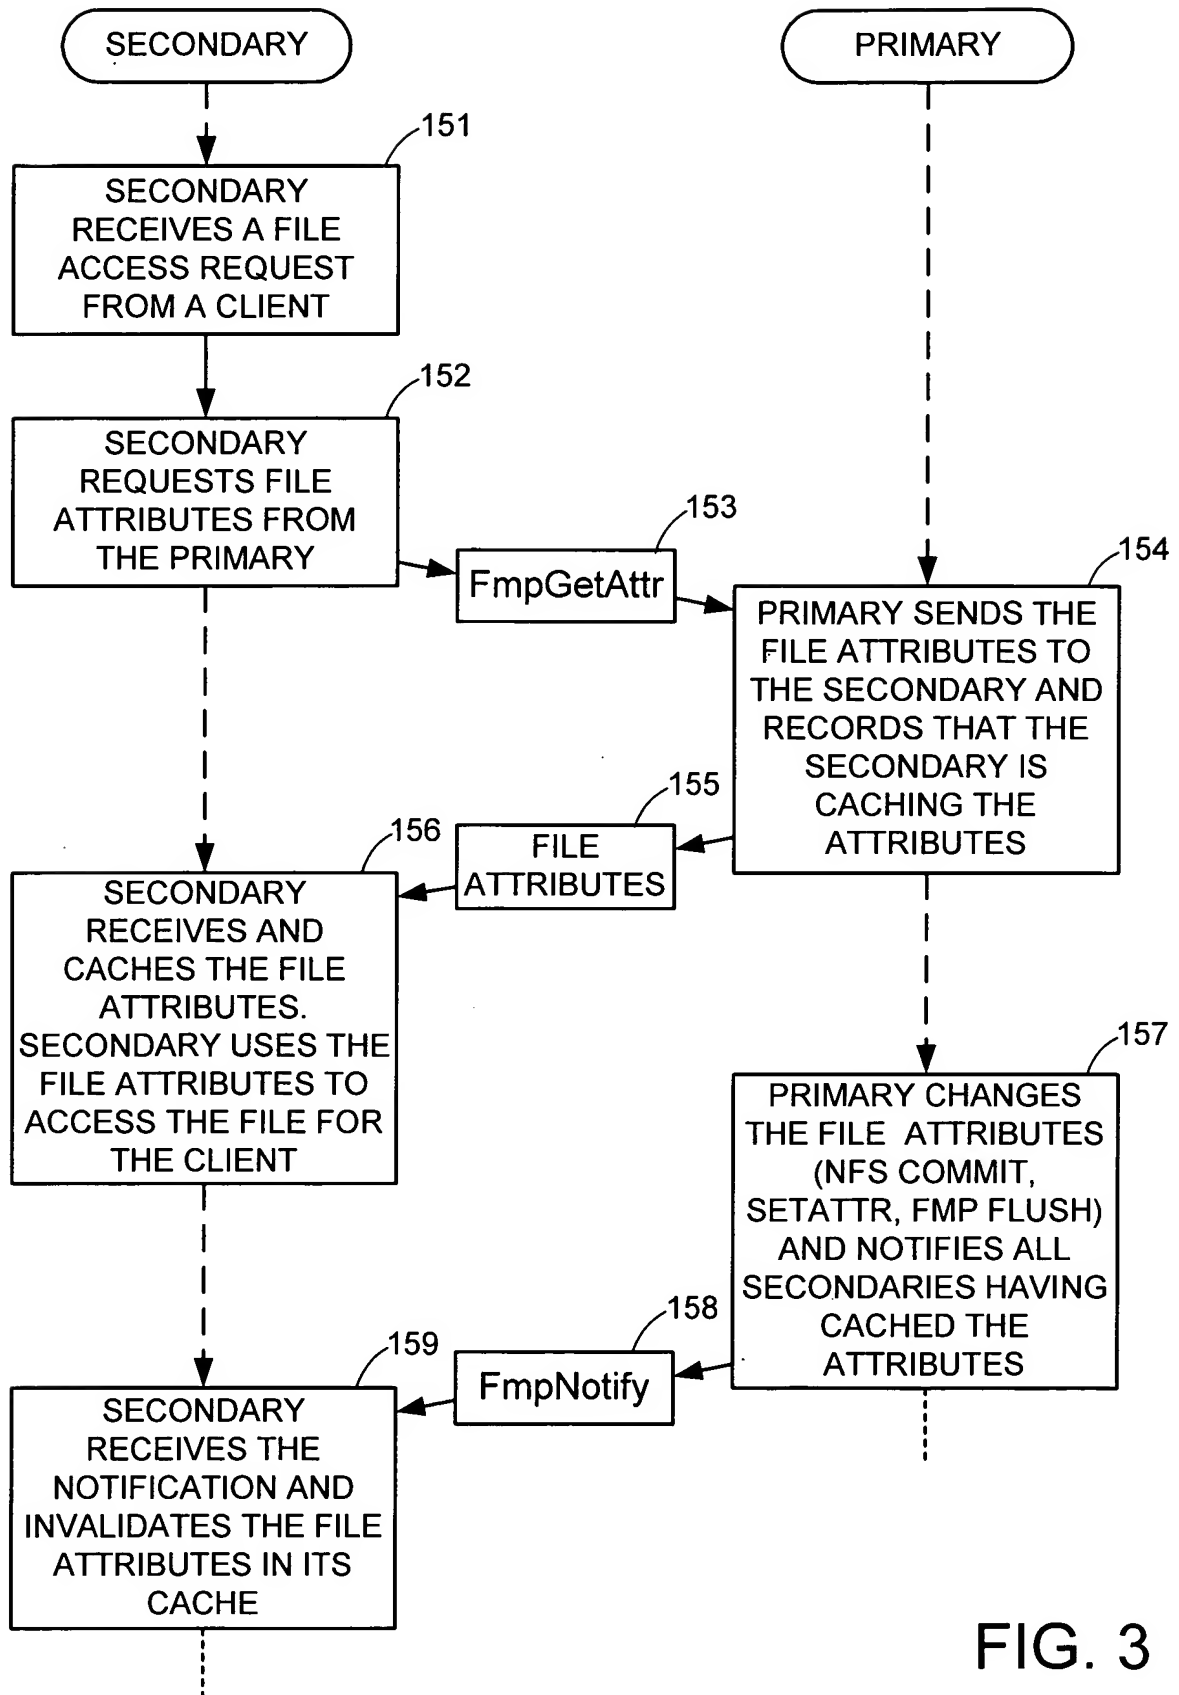 SECONDARY
PRIMARY
151
SECONDARY
RECEIVES A FILE
ACCESS REQUEST
FROM A CLIENT
152
SECONDARY
REQUESTS FILE
ATTRIBUTES FROM
THE PRIMARY
153
FmpGetAttr
154
PRIMARY SENDS THE
FILE ATTRIBUTES TO
THE SECONDARY AND
RECORDS THAT THE
SECONDARY IS
CACHING THE
ATTRIBUTES
155
FILE
ATTRIBUTES
156
SECONDARY
RECEIVES AND
CACHES THE FILE
ATTRIBUTES.
SECONDARY USES THE
FILE ATTRIBUTES TO
ACCESS THE FILE FOR
THE CLIENT
157
PRIMARY CHANGES
THE FILE ATTRIBUTES
(NFS COMMIT,
SETATTR, FMP FLUSH)
AND NOTIFIES ALL
SECONDARIES HAVING
CACHED THE
ATTRIBUTES
158
FmpNotify
159
SECONDARY
RECEIVES THE
NOTIFICATION AND
INVALIDATES THE FILE
ATTRIBUTES IN ITS
CACHE
FIG. 3